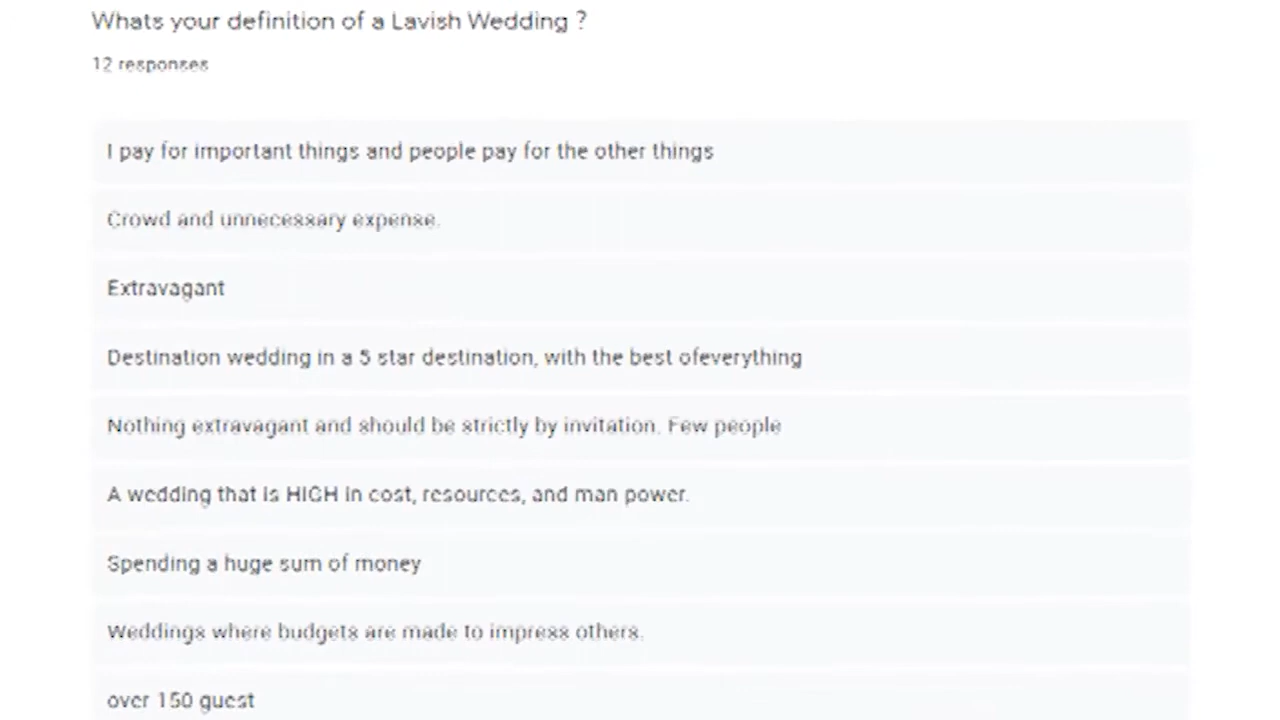 Whats your definition of a Lavish Wedding ?
12 responses
I pay for important things and people pay for the other things
Crowd and unnecessary expense.
Extravagant
Destination wedding in a 5 star destination, with the best ofeverything
Nothing extravagant and should be strictly by invitation. Few people
A wedding that is HIGH in cost, resources, and man power.
Spending a huge sum of money
Weddings where budgets are made to impress others.
over 150 guest